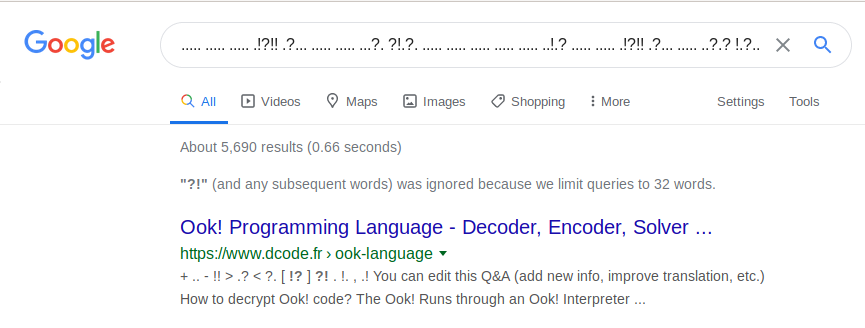 Google
..... ..... ..... .!?!! .?... ..... ..... ...?. ?!.?. ..... ..... ..... ..... ..... ..!.? ..... ..... .!?!! .?... ..... ..?.? !.?..
All Videos Maps Images Shopping More Settings Tools
About 5,690 results (0.66 seconds)
"?!" (and any subsequent words) was ignored because we limit queries to 32 words.
Ook! Programming Language - Decoder, Encoder, Solver ...
https://www.dcode.fr › ook-language
+ .. - !! > .? < ?. [ !? ] ?! . !. , .! You can edit this Q&A (add new info, improve translation, etc.)
How to decrypt Ook! code? The Ook! Runs through an Ook! Interpreter ...